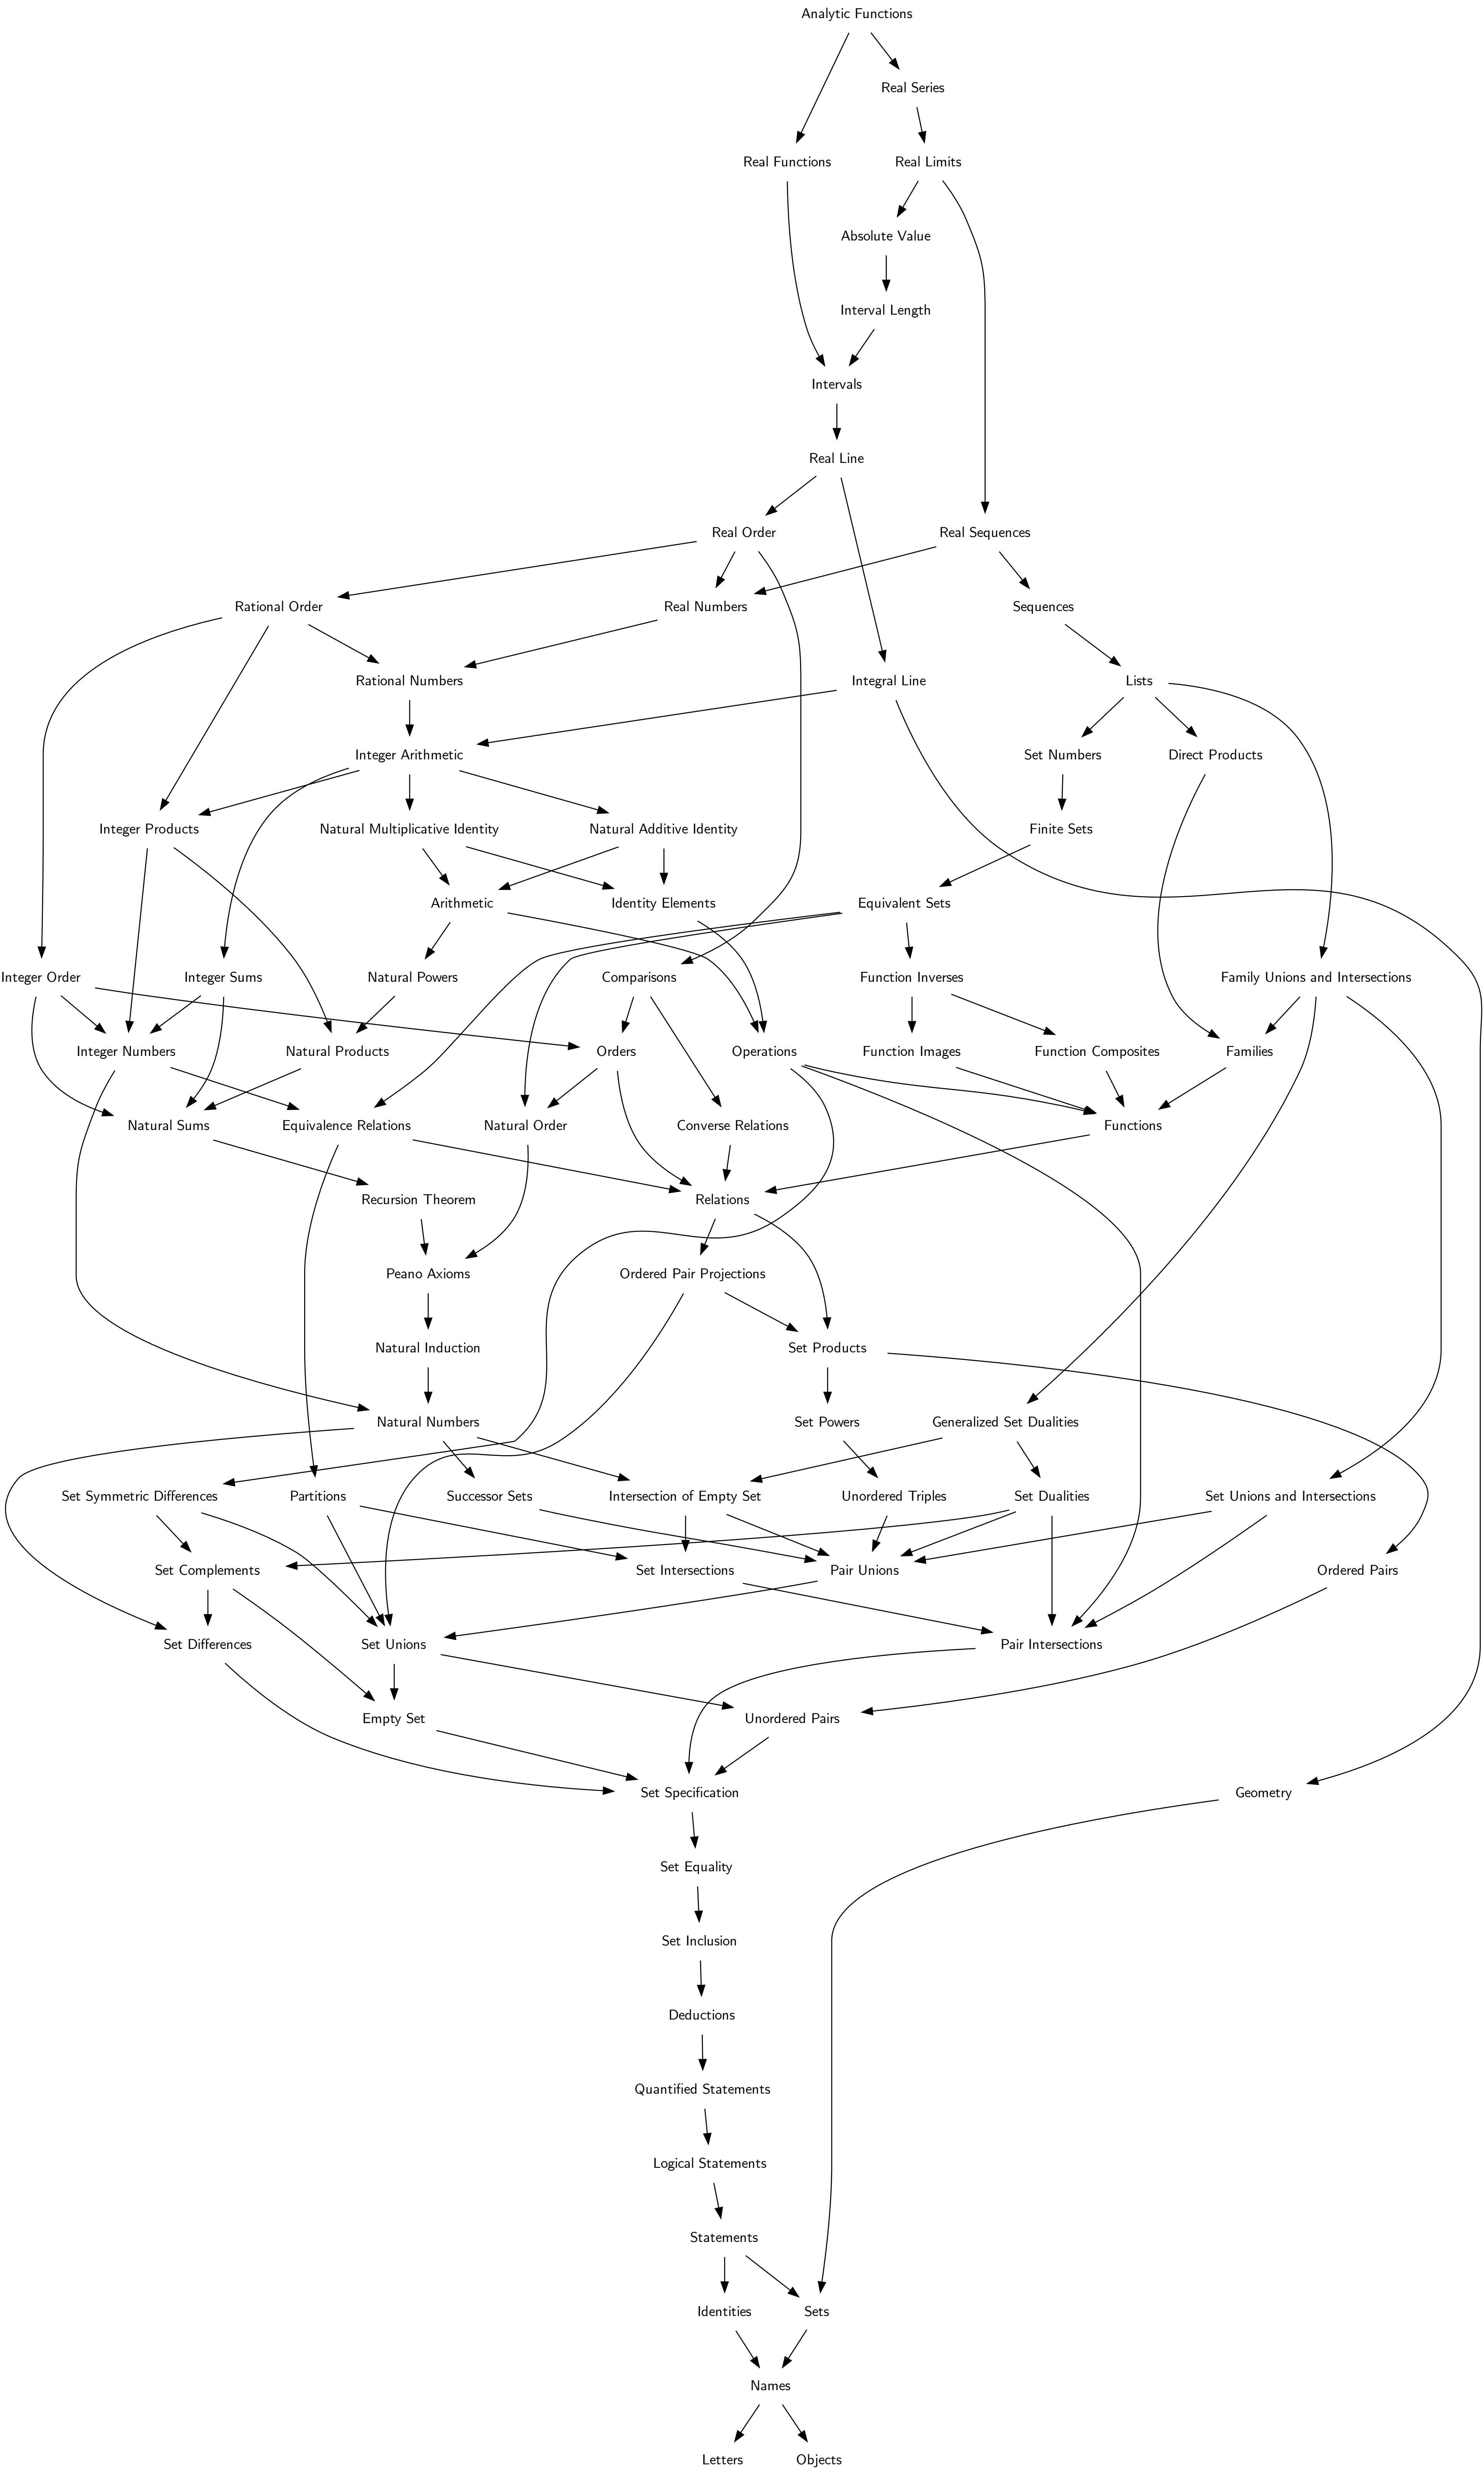 Analytic Functions
Real Series
Real Functions
Real Limits
Absolute Value
Interval Length
Intervals
Real Line
Real Order
Real Sequences
Rational Order
Real Numbers
Sequences
Rational Numbers
Integral Line
Lists
Integer Arithmetic
Set Numbers
Direct Products
Integer Products
Natural Multiplicative Identity
Natural Additive Identity
Finite Sets
Arithmetic
Identity Elements
Equivalent Sets
Integer Order
Integer Sums
Natural Powers
Comparisons
Function Inverses
Family Unions and Intersections
Integer Numbers
Natural Products
Orders
Operations
Function Images
Function Composites
Families
Natural Sums
Equivalence Relations
Natural Order
Converse Relations
Functions
Recursion Theorem
Relations
Peano Axioms
Ordered Pair Projections
Natural Induction
Set Products
Natural Numbers
Set Powers
Generalized Set Dualities
Set Symmetric Differences
Partitions
Successor Sets
Intersection of Empty Set
Unordered Triples
Set Dualities
Set Unions and Intersections
Set Complements
Set Intersections
Pair Unions
Ordered Pairs
Set Differences
Set Unions
Pair Intersections
Empty Set
Unordered Pairs
Set Specification
Geometry
Set Equality
Set Inclusion
Deductions
Quantified Statements
Logical Statements
Statements
Identities
Sets
Names
Letters
Objects